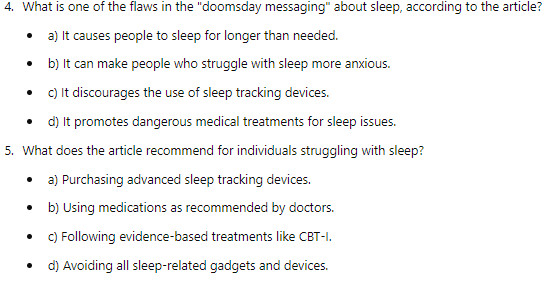 4. What is one of the flaws in the "doomsday messaging" about sleep, according to the article?
• a) It causes people to sleep for longer than needed.
• b) It can make people who struggle with sleep more anxious.
• c) It discourages the use of sleep tracking devices.
• d) It promotes dangerous medical treatments for sleep issues.
5. What does the article recommend for individuals struggling with sleep?
• a) Purchasing advanced sleep tracking devices.
• b) Using medications as recommended by doctors.
• c) Following evidence-based treatments like CBT-I.
• d) Avoiding all sleep-related gadgets and devices.